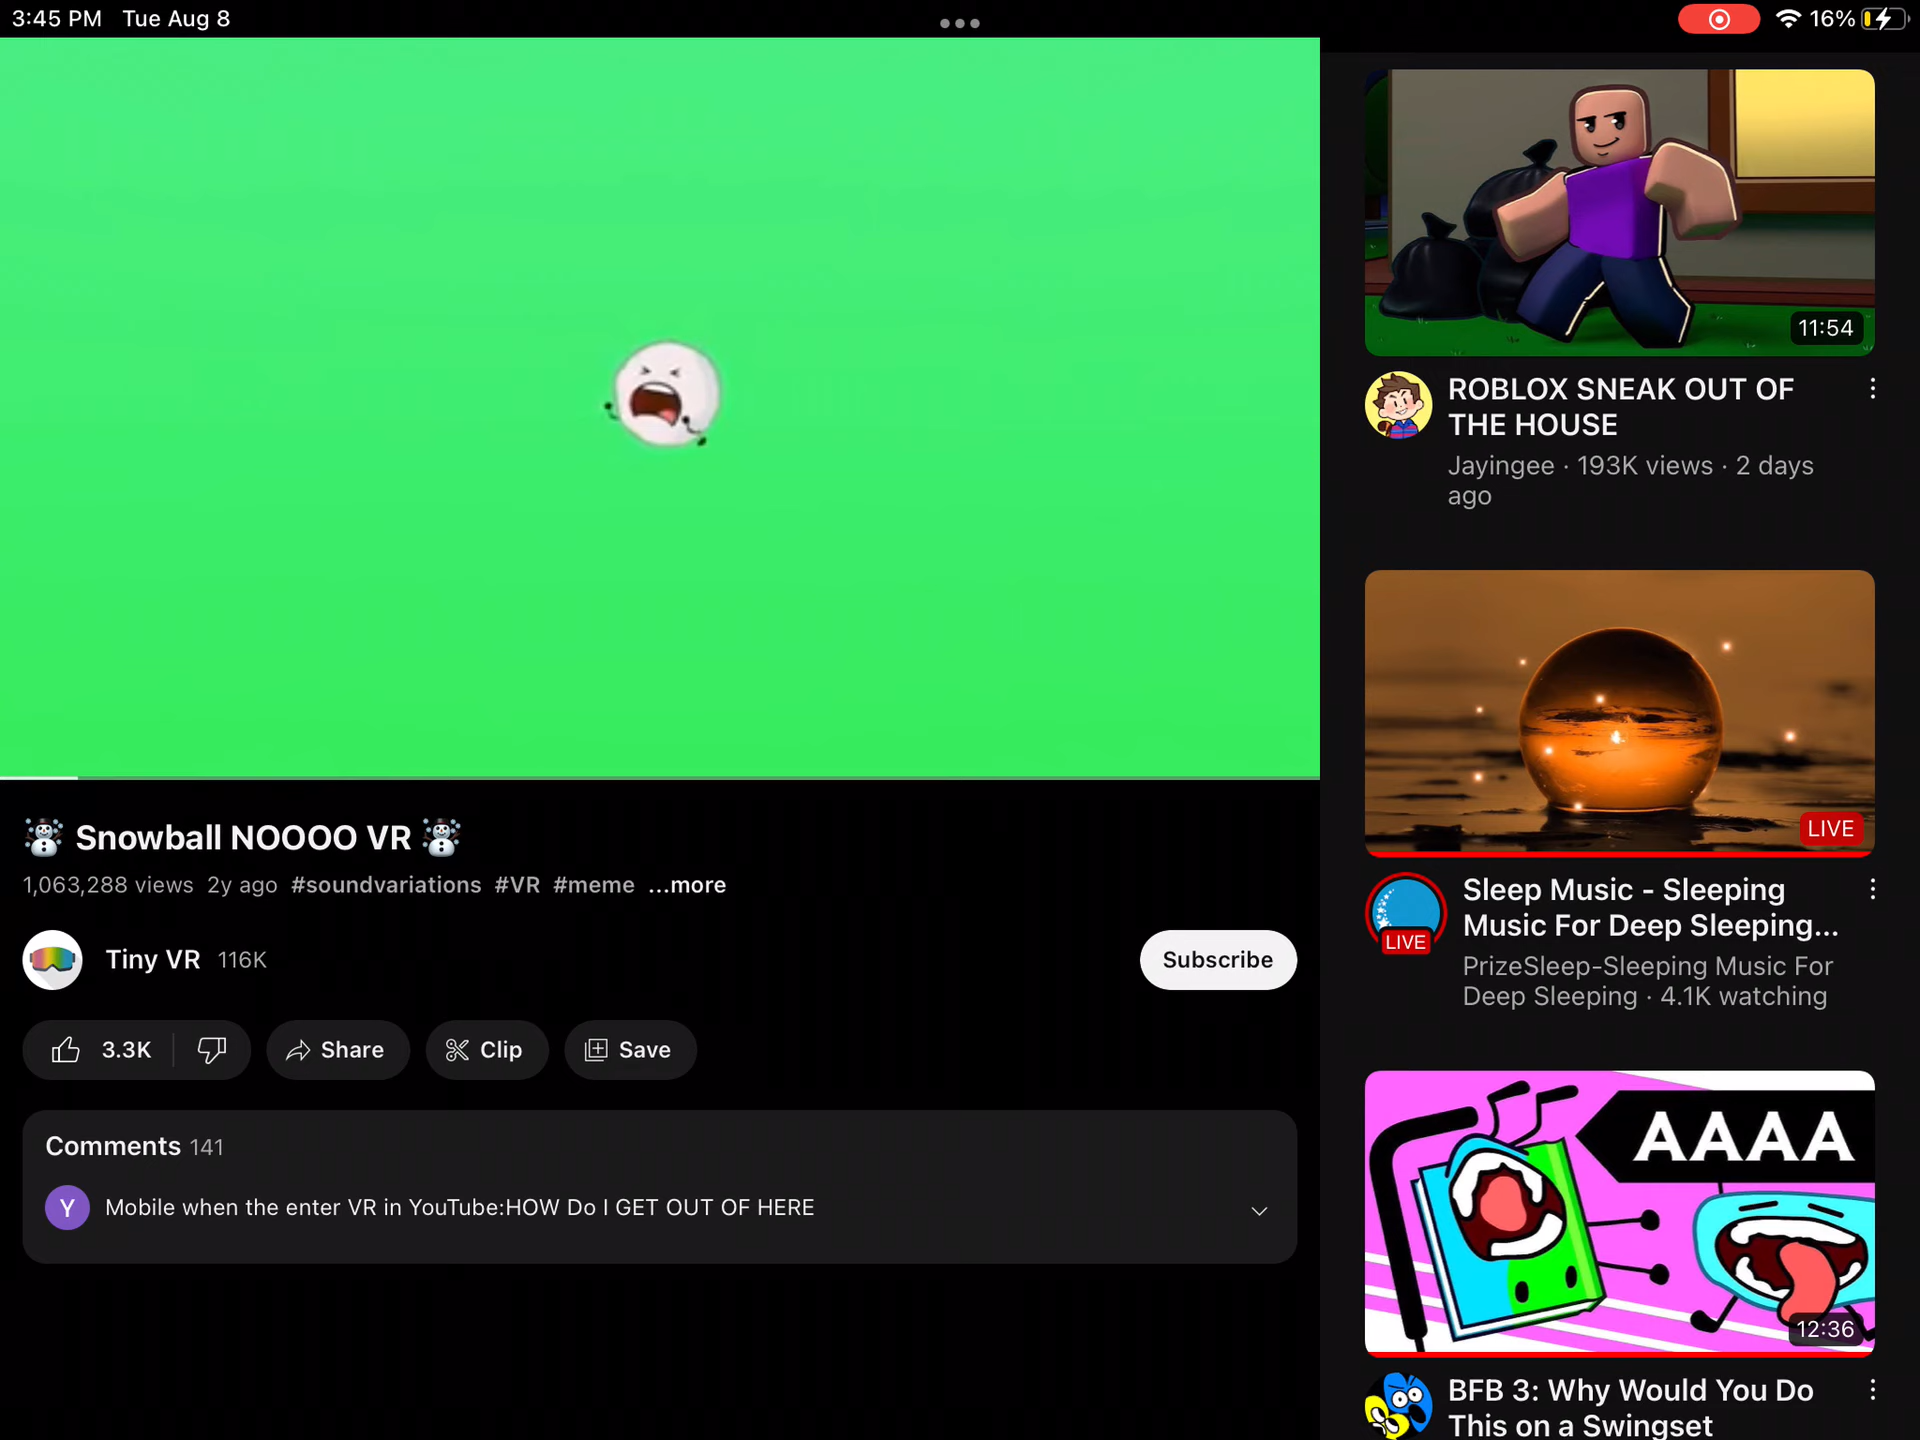 3:45 PM Tue Aug 8
16%
Snowball NOOOO VR
1,063,288 views 2y ago #soundvariations #VR #meme ...more
Tiny VR 116K
Subscribe
3.3K
Share
Clip
Save
Comments 141
Y
Mobile when the enter VR in YouTube:HOW Do I GET OUT OF HERE
11:54
ROBLOX SNEAK OUT OF
THE HOUSE
Jayingee · 193K views · 2 days
ago
LIVE
LIVE
Sleep Music - Sleeping
Music For Deep Sleeping...
PrizeSleep-Sleeping Music For
Deep Sleeping · 4.1K watching
AAAA
12:36
BFB 3: Why Would You Do
This on a Swingset